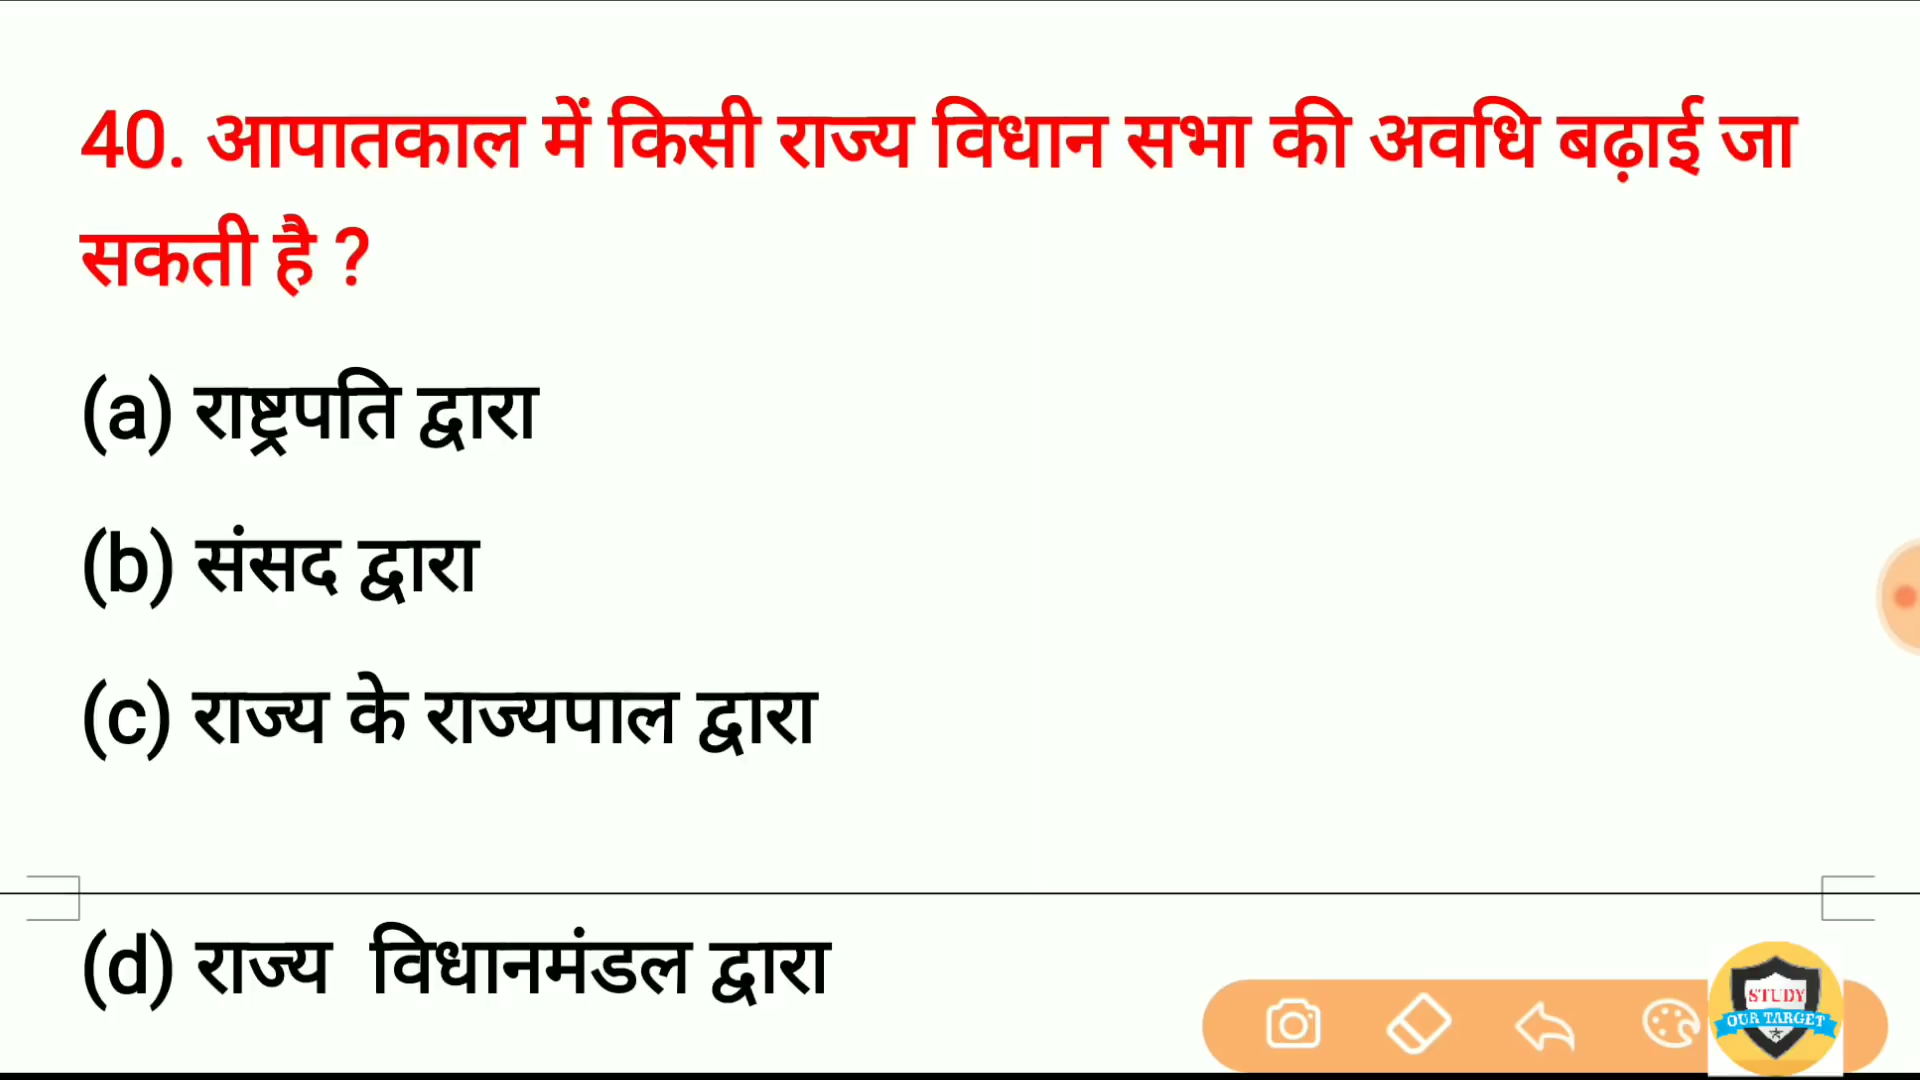 40. आपातकाल में किसी राज्य विधान सभा की अवधि बढ़ाई जा
सकती है ?
(a) राष्ट्रपति द्वारा
(b) संसद द्वारा
(c) राज्य के राज्यपाल द्वारा
(d) राज्य विधानमंडल द्वारा
STUDY
OUR TARGET